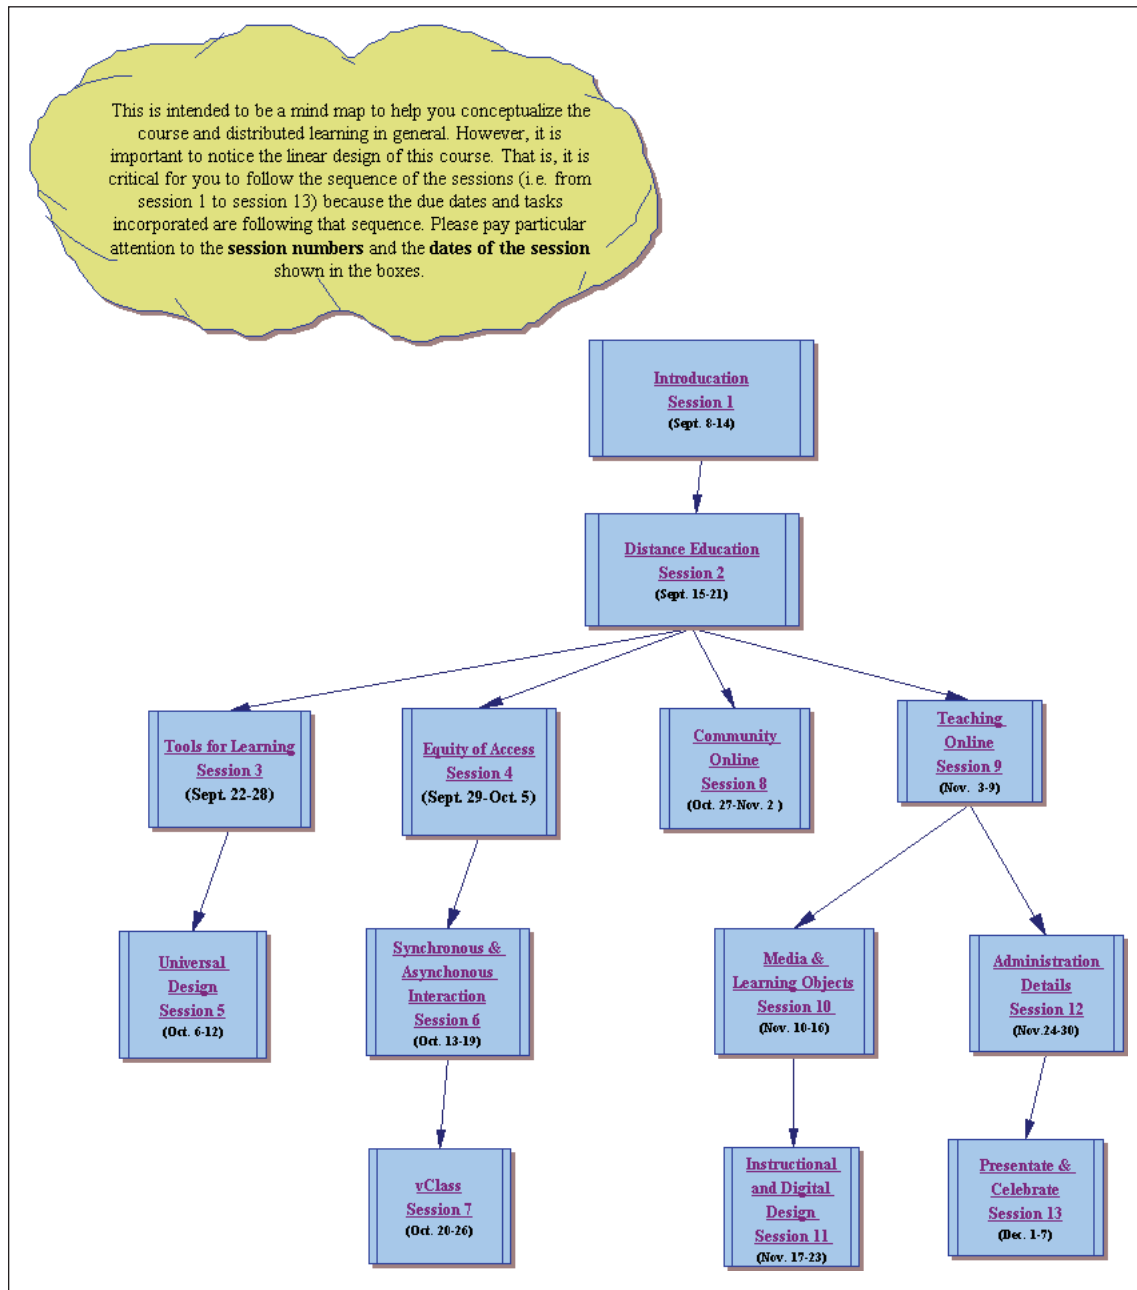 This is intended to be a mind map to help you conceptualize the
course and distributed learning in general. However, it is
important to notice the linear design of this course. That is, it is
critical for you to follow the sequence of the sessions (i.e. from
session 1 to session 13) because the due dates and tasks
incorporated are following that sequence. Please pay particular
attention to the session numbers and the dates of the session
shown in the boxes.
Introducation
Session 1
(Sept. 8-14)
Distance Education
Session 2
(Sept. 15-21)
Tools for Learning
Session 3
(Sept. 22-28)
Equity of Access
Session 4
(Sept. 29-Oct. 5)
Community
Online
Session 8
(Oct. 27-Nov. 2 )
Teaching
Online
Session 9
(Nov. 3-9)
Universal
Design
Session 5
(Oct. 6-12)
Synchronous &
Asynchonous
Interaction
Session 6
(Oct. 13-19)
Media &
Learning Objects
Session 10
(Nov. 10-16)
Administration
Details
Session 12
(Nov.24-30)
vClass
Session 7
(Oct. 20-26)
Instructional
and Digital
Design
Session 11
(Nov. 17-23)
Presentate &
Celebrate
Session 13
(Dec. 1-7)